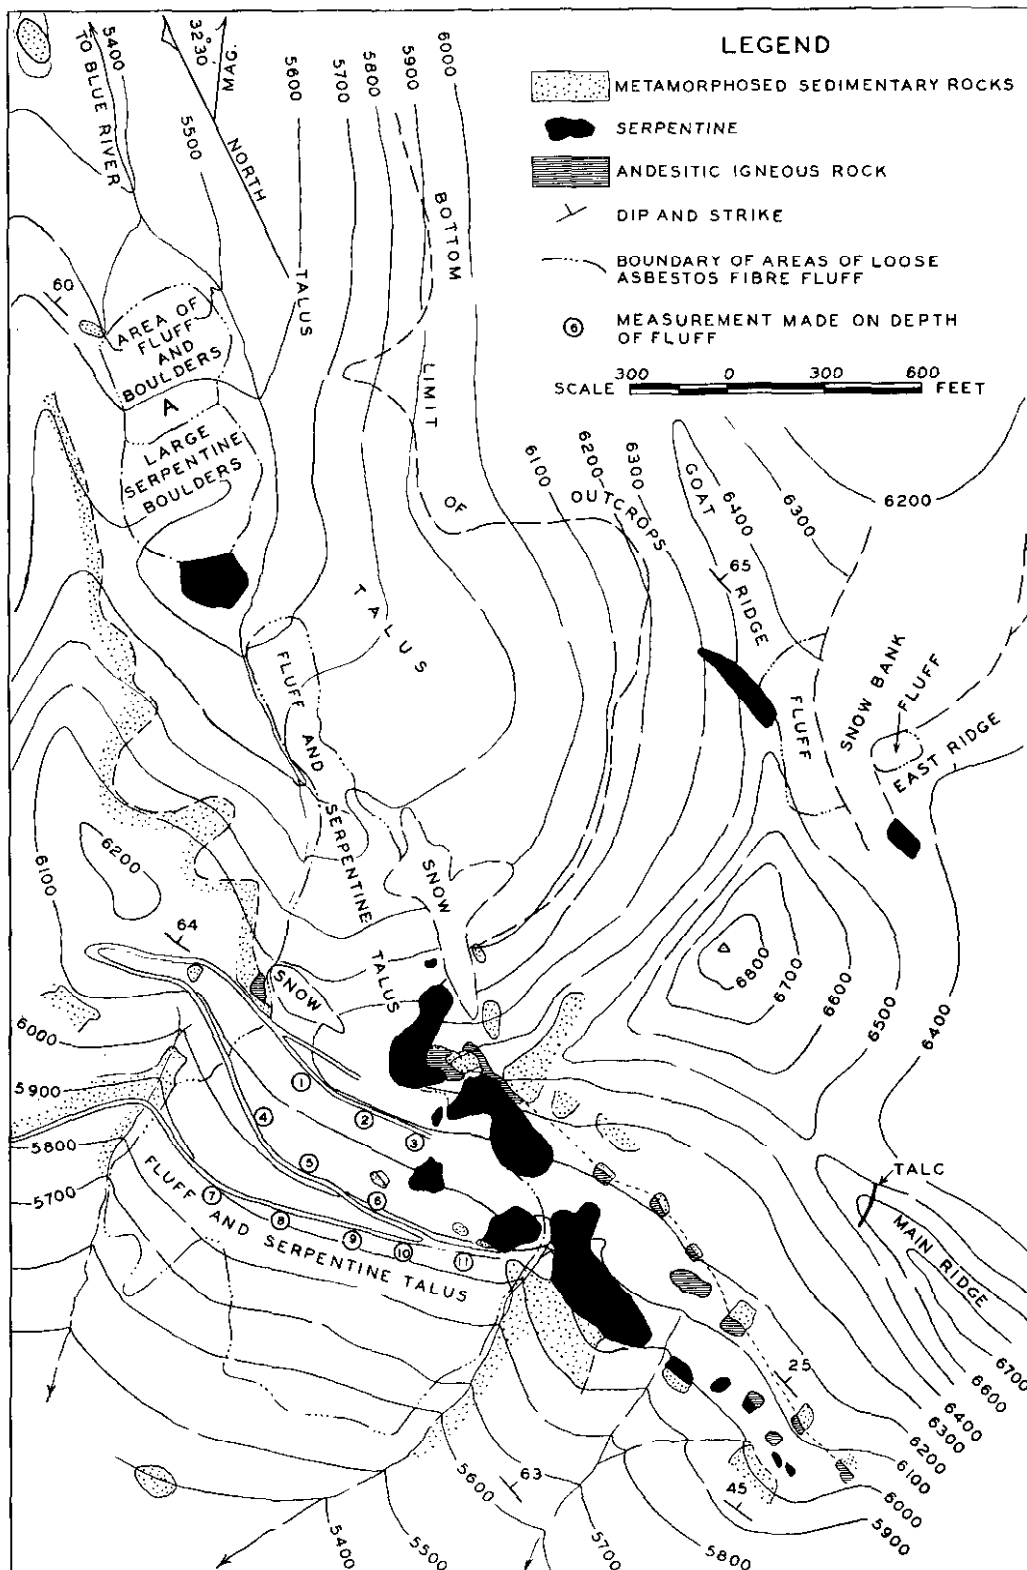 LEGEND
METAMORPHOSED SEDIMENTARY ROCKS
SERPENTINE
ANDESITIC IGNEOUS ROCK
DIP AND STRIKE
BOUNDARY OF AREAS OF LOOSE
ASBESTOS FIBRE FLUFF
6 MEASUREMENT MADE ON DEPTH
OF FLUFF
SCALE 300 0 300 600 FEET
5400
TO BLUE RIVER
32°30'
MAG.
NORTH
5500
5600
5700
5800
5900
6000
BOTTOM
LIMIT
OF
OUTCROPS
TALUS
60
AREA OF
FLUFF
AND
BOULDERS
A
LARGE
SERPENTINE
BOULDERS
TALUS
6100
6200
6300
GOAT
RIDGE
6400
6300
6200
65
FLUFF
AND
SERPENTINE
TALUS
FLUFF
SNOW BANK
FLUFF
EAST RIDGE
SNOW
6200
6100
64
SNOW
6800
6700
6600
6500
6400
6000
5900
5800
5700
1
2
3
4
5
6
7
8
9
10
11
FLUFF AND SERPENTINE TALUS
TALC
MAIN RIDGE
25
63
45
6700
6600
6400
6300
6200
6100
6000
5900
5800
5700
5600
5500
5400